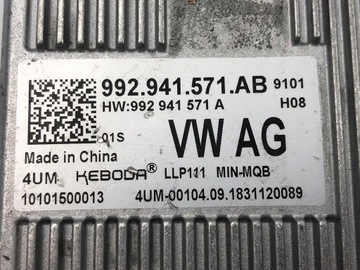 992.941.571.AB 9101
HW:992 941 571 A H08
01S VW AG
Made in China
4UM KEBODA® LLP111 MIN-MQB
10101500013 4UM-00104.09.1831120089